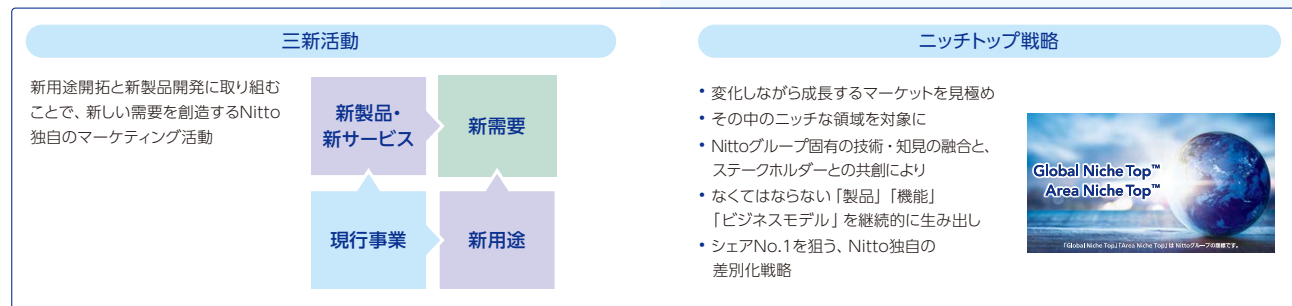 三新活動
新用途開拓と新製品開発に取り組む
ことで、新しい需要を創造するNitto
独自のマーケティング活動
新製品・
新サービス
新需要
現行事業
新用途
ニッチトップ戦略
• 変化しながら成長するマーケットを見極め
• その中のニッチな領域を対象に
• Nittoグループ固有の技術・知見の融合と、
ステークホルダーとの共創により
• なくてはならない「製品」「機能」
「ビジネスモデル」を継続的に生み出し
• シェアNo.1を狙う、Nitto独自の
差別化戦略
Global Niche Top™
Area Niche Top™
「Global Niche Top」「Area Niche Top」は Nittoグループの商標です。